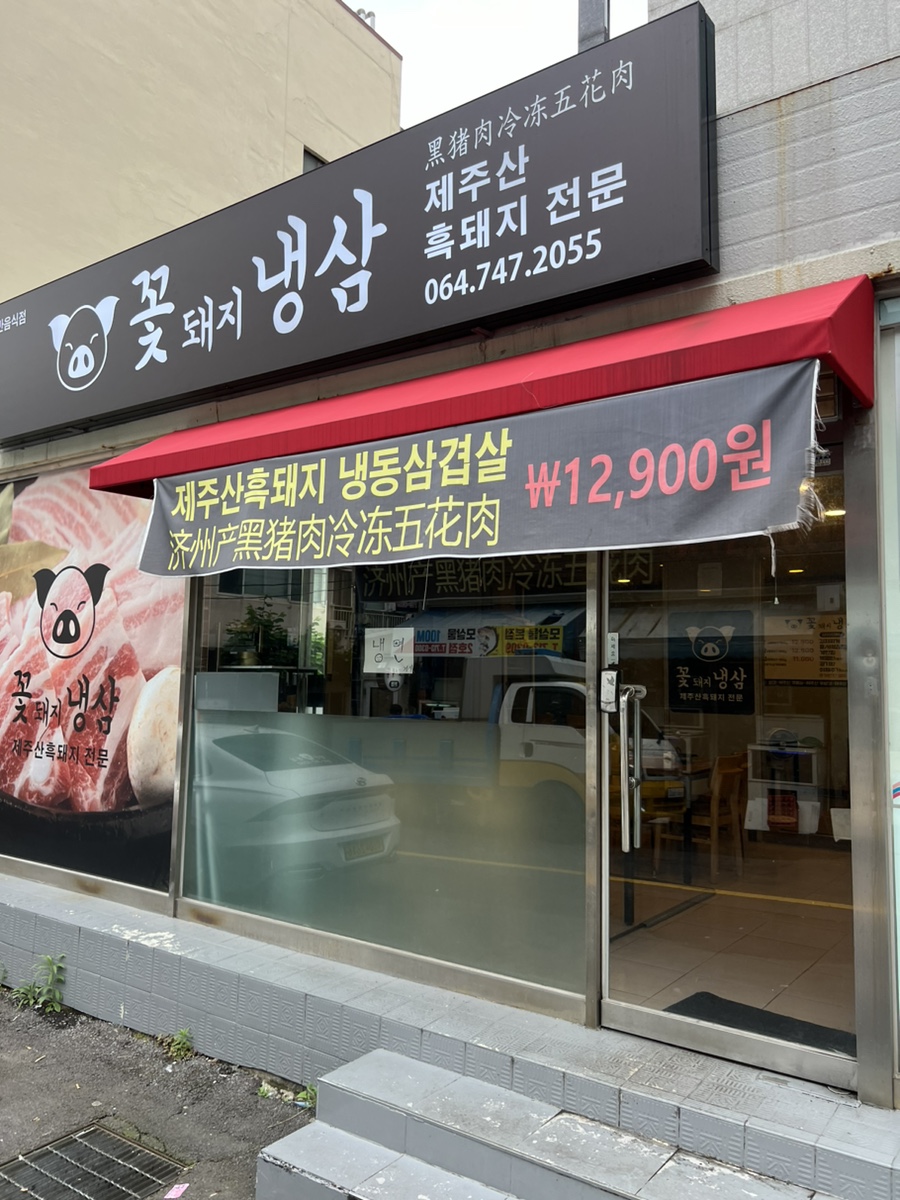 黑猪肉冷冻五花肉
제주산
흑돼지 전문
064.747.2055
꽃돼지 냉삼
제주산흑돼지 냉동삼겹살
济州产黑猪肉冷冻五花肉
₩12,900원
꽃돼지 냉삼
제주산흑돼지 전문
냉면
꽃돼지 냉삼
제주산흑돼지 전문